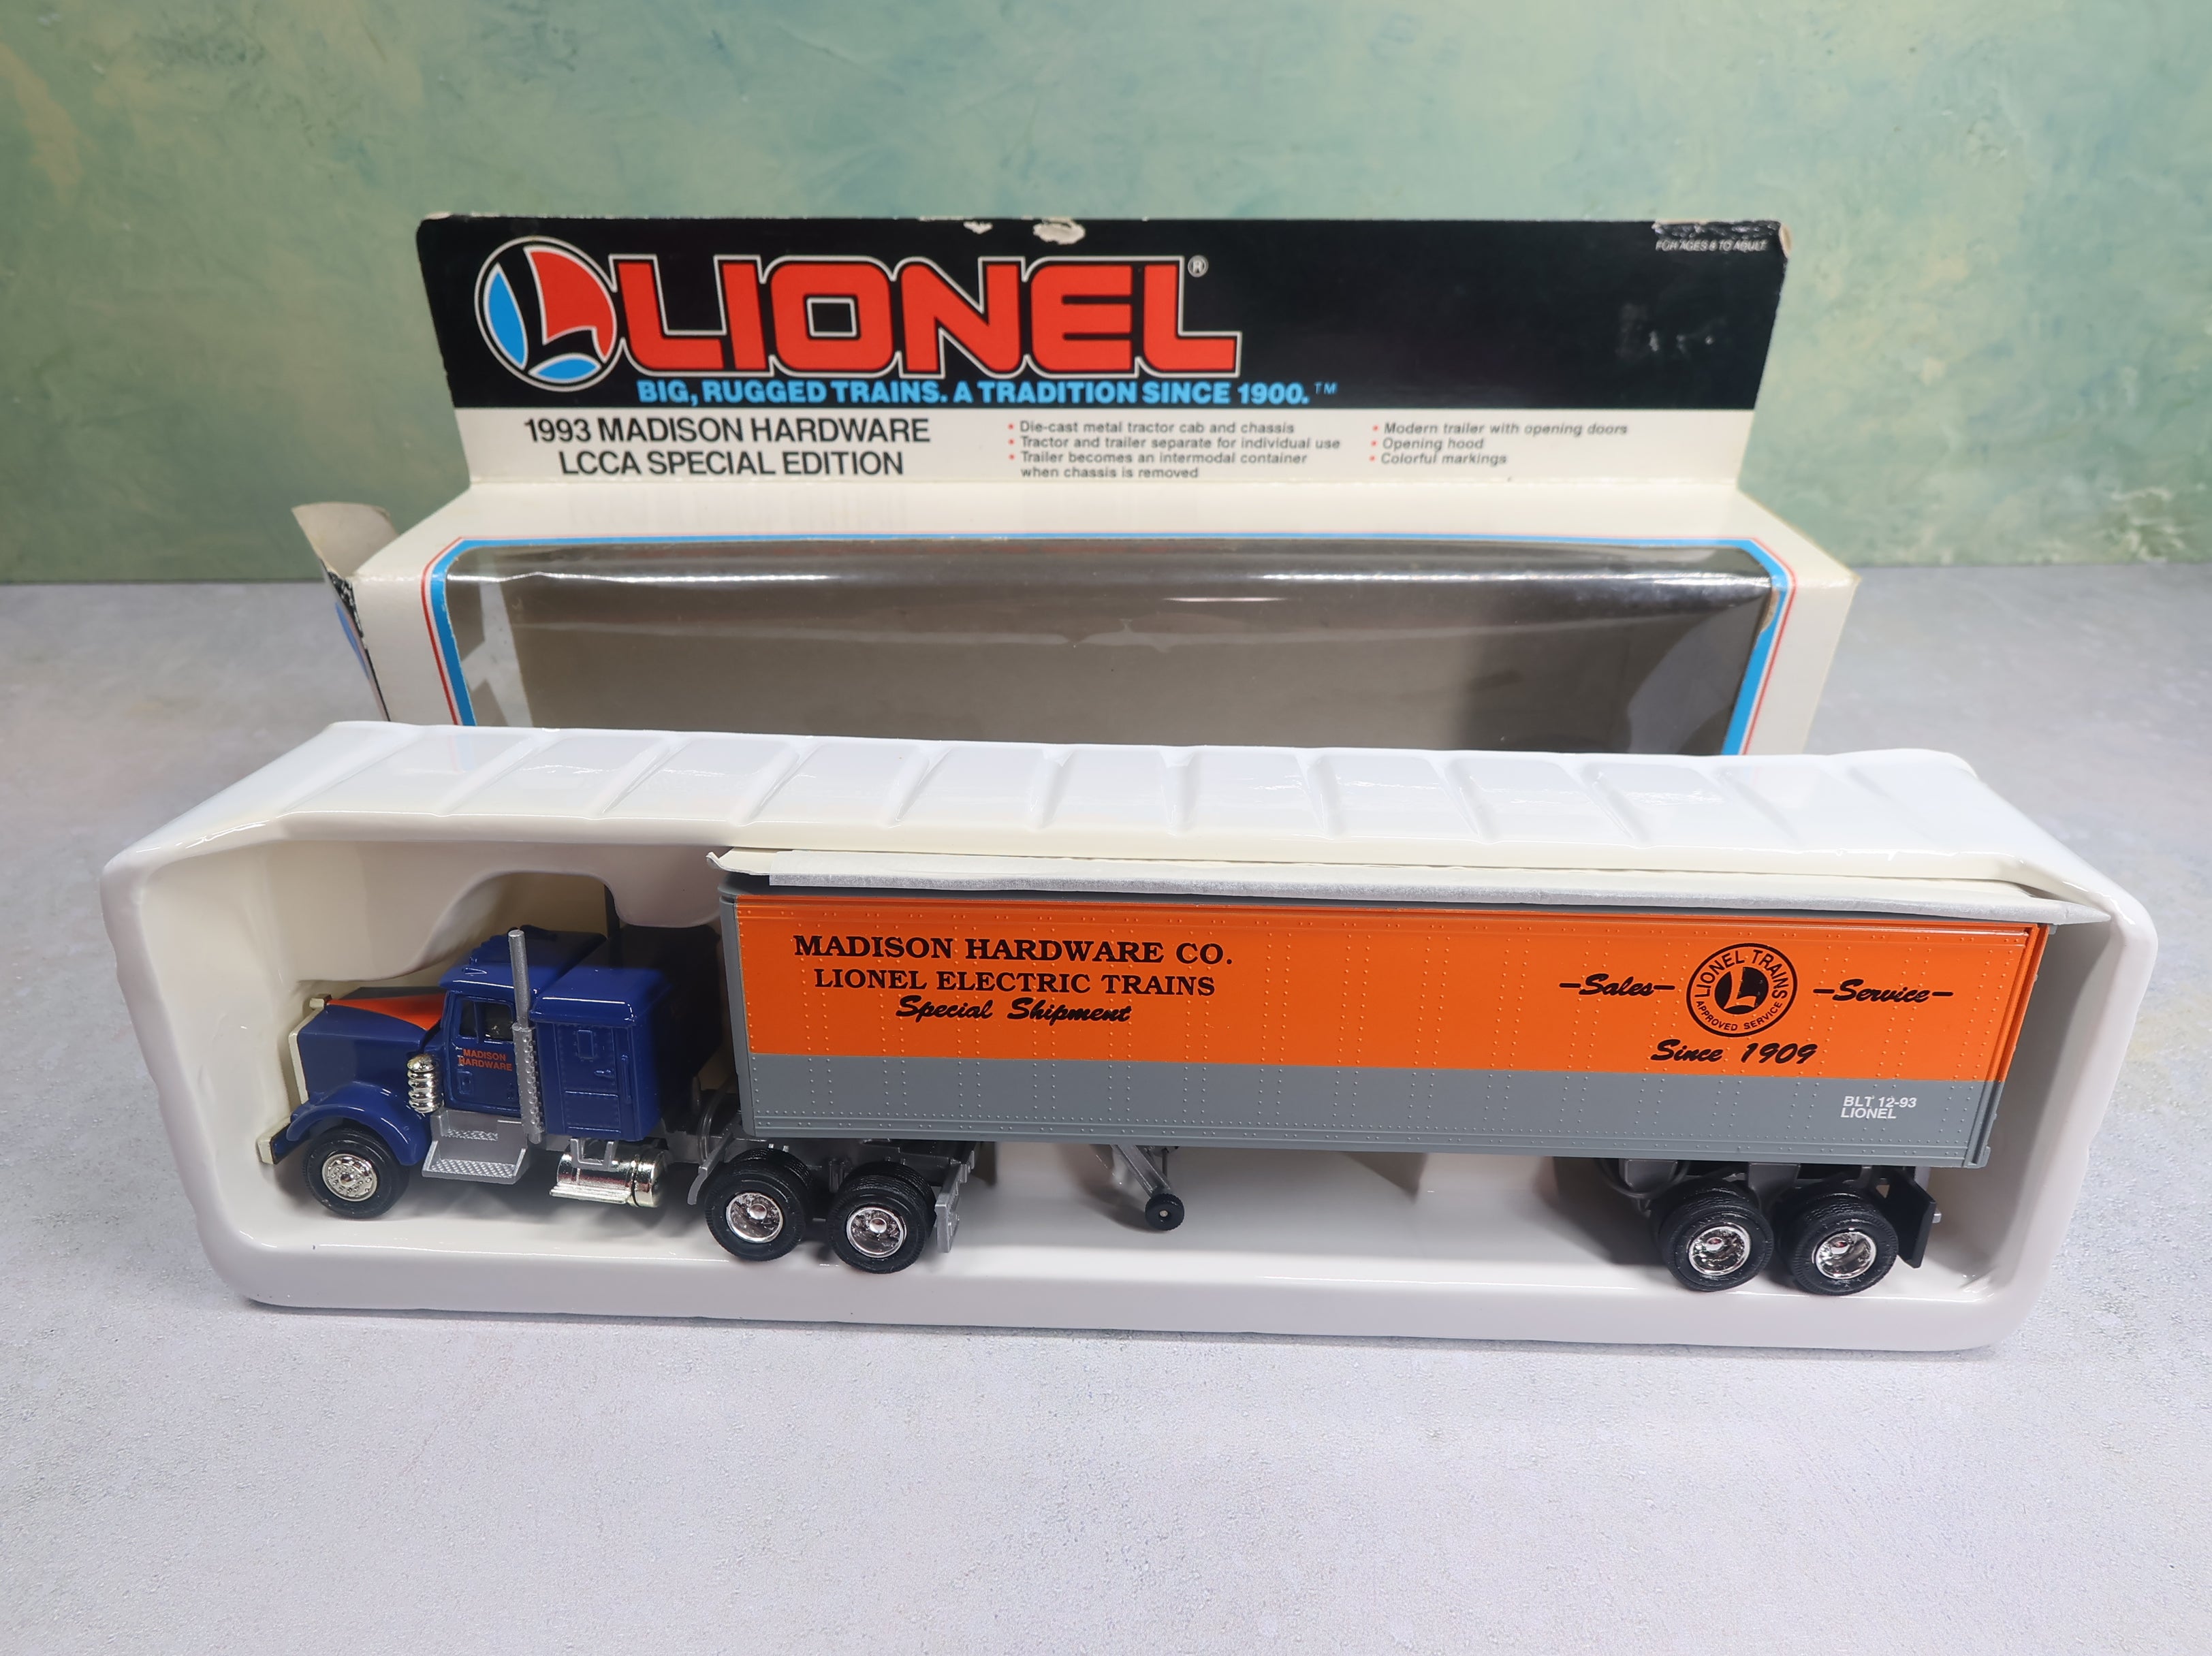 FOR AGES 8 TO ADULT
LIONEL®
BIG, RUGGED TRAINS. A TRADITION SINCE 1900.™
1993 MADISON HARDWARE
LCCA SPECIAL EDITION
• Die-cast metal tractor cab and chassis
• Tractor and trailer separate for individual use
• Trailer becomes an intermodal container
when chassis is removed
• Modern trailer with opening doors
• Opening hood
• Colorful markings
MADISON HARDWARE CO.
LIONEL ELECTRIC TRAINS
Special Shipment
-Sales-
LIONEL TRAINS
L
APPROVED SERVICE
-Service-
Since 1909
BLT 12-93
LIONEL
MADISON
HARDWARE